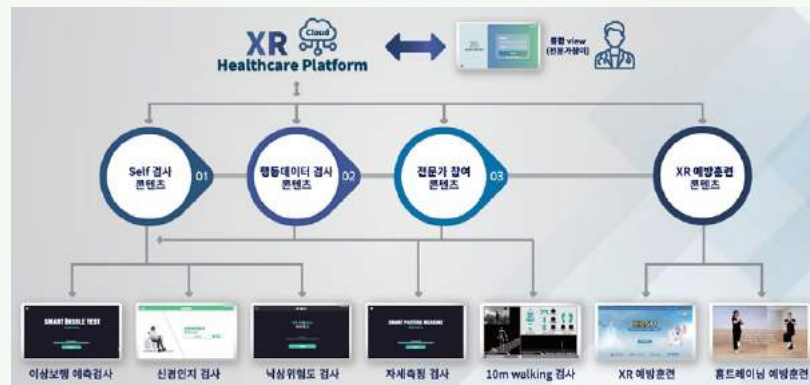 XR
Cloud
Healthcare Platform
통합 view
(전문가참여)
Self 검사
콘텐츠
01
행동데이터 검사
콘텐츠
02
전문가 참여
콘텐츠
03
XR 예방훈련
콘텐츠
SMART INSOLE TEST
SMART POSTURE MEASURE
이상보행 예측검사
신경인지 검사
낙상위험도 검사
자세측정 검사
10m walking 검사
XR 예방훈련
홈트레이닝 예방훈련